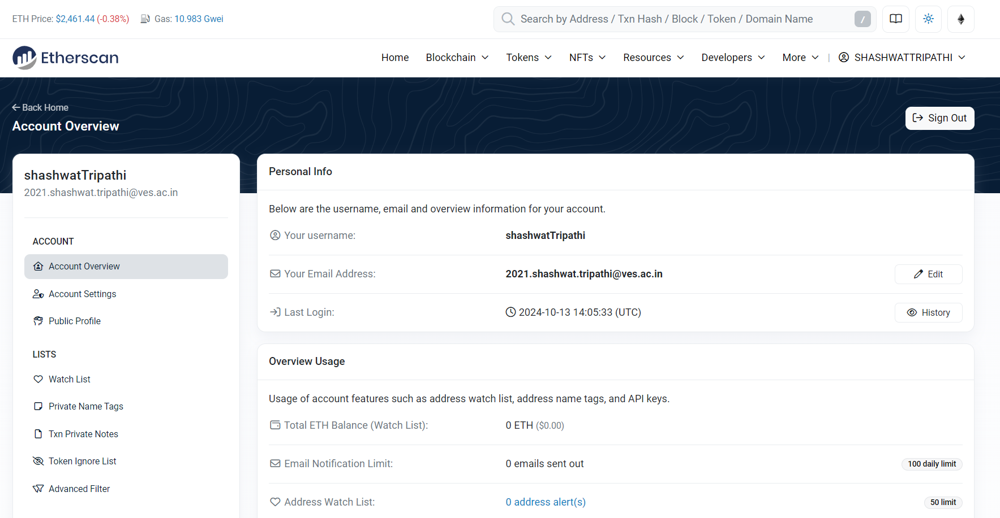 ETH Price: $2,461.44 (-0.38%) Gas: 10.983 Gwei
Search by Address / Txn Hash / Block / Token / Domain Name /
Etherscan
Home Blockchain Tokens NFTs Resources Developers More | SHASHWATTRIPATHI
Back Home
Account Overview
Sign Out
shashwatTripathi
2021.shashwat.tripathi@ves.ac.in
ACCOUNT
Account Overview
Account Settings
Public Profile
LISTS
Watch List
Private Name Tags
Txn Private Notes
Token Ignore List
Advanced Filter
Personal Info
Below are the username, email and overview information for your account.
Your username: shashwatTripathi
Your Email Address: 2021.shashwat.tripathi@ves.ac.in Edit
Last Login: 2024-10-13 14:05:33 (UTC) History
Overview Usage
Usage of account features such as address watch list, address name tags, and API keys.
Total ETH Balance (Watch List): 0 ETH ($0.00)
Email Notification Limit: 0 emails sent out 100 daily limit
Address Watch List: 0 address alert(s) 50 limit